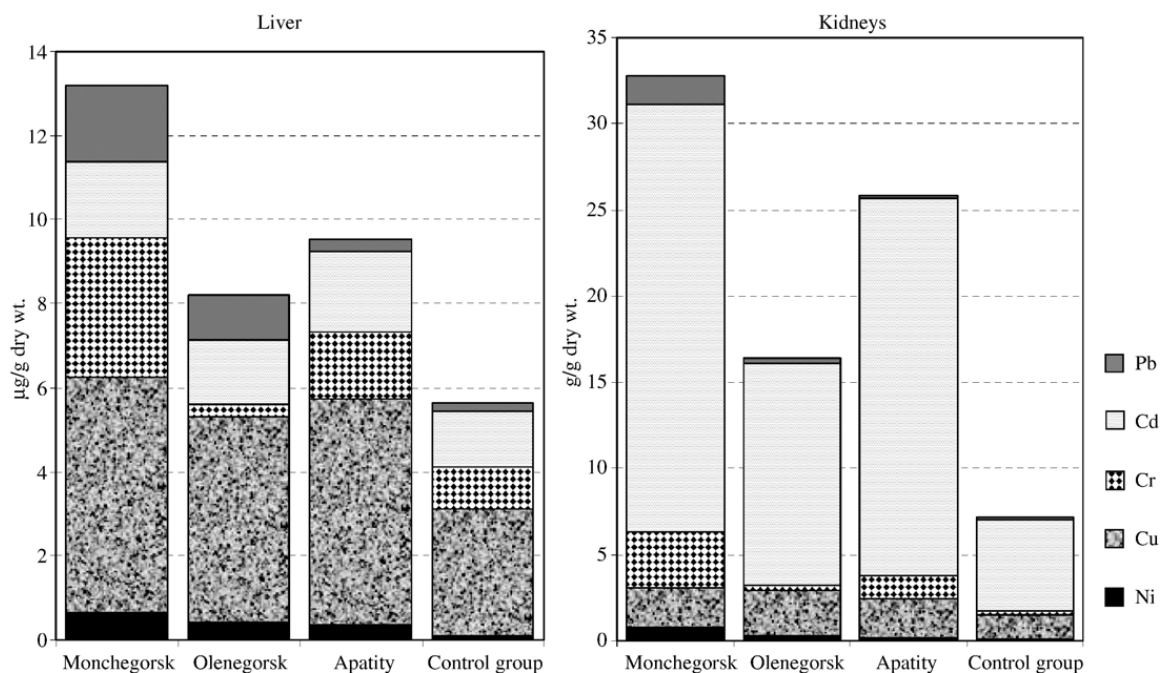 Liver
Kidneys
14
12
10
8
6
4
2
0
µg/g dry wt.
Monchegorsk
Olenegorsk
Apatity
Control group
35
30
25
20
15
10
5
0
g/g dry wt.
Monchegorsk
Olenegorsk
Apatity
Control group
Pb
Cd
Cr
Cu
Ni